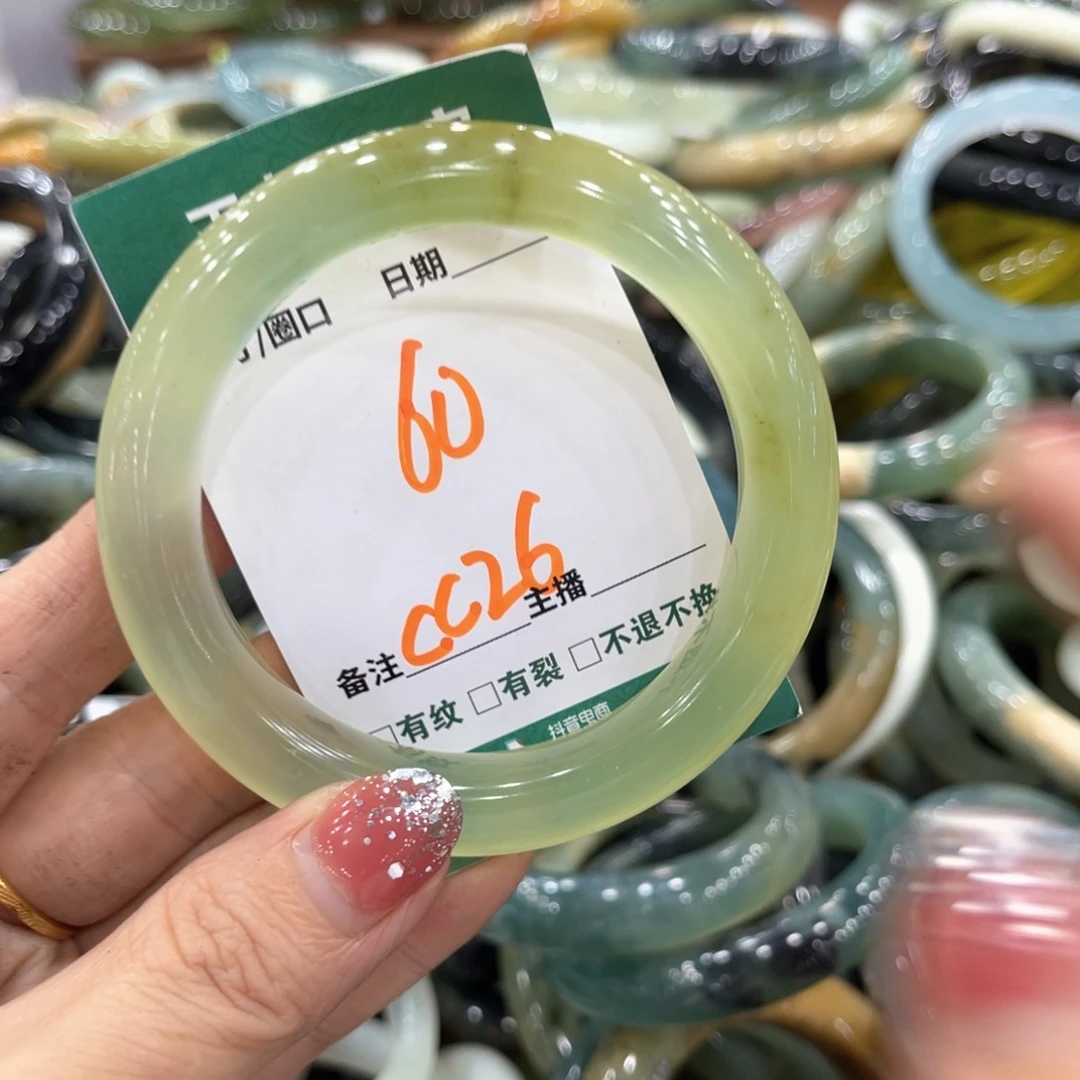 日期
/圈口
60
cc26
主播
备注
□有纹 □有裂 □不退不换
抖音电商